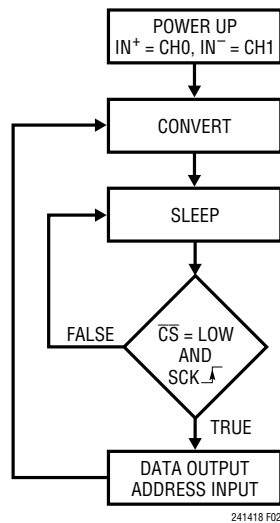 POWER UP
IN⁺ = CH0, IN⁻ = CH1
CONVERT
SLEEP
FALSE
C̅S̅ = LOW
AND
SCK
TRUE
DATA OUTPUT
ADDRESS INPUT
241418 F02